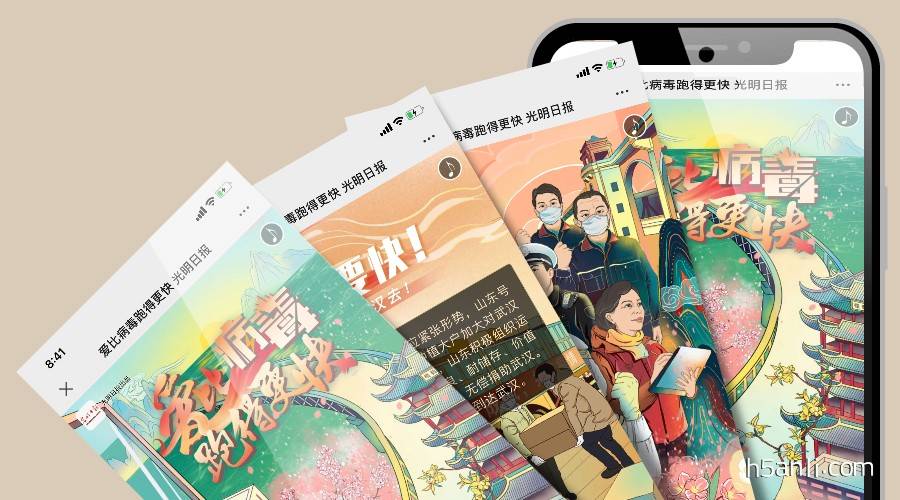 8:41
爱比病毒跑得更快 光明日报
爱比病毒
跑得更快
毒跑得更快 光明日报
要快!
汉去!
紧张形势,山东号
植大户加大对武汉
山东积极组织运
耐储存、价值
无偿捐助武汉。
到达武汉。
病毒跑得更快 光明日报
比病毒跑得更快 光明日报
比病毒
得更快
h5anli.com